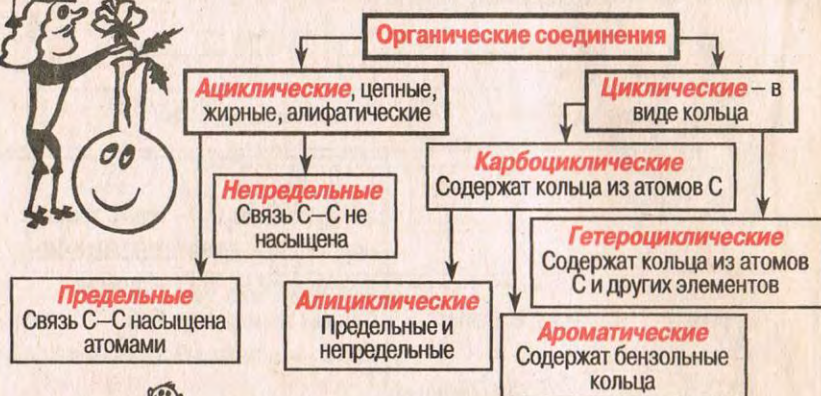 Органические соединения
Ациклические, цепные,
жирные, алифатические
Циклические – в
виде кольца
Карбоциклические
Содержат кольца из атомов С
Непредельные
Связь С–С не
насыщена
Гетероциклические
Содержат кольца из атомов
С и других элементов
Предельные
Связь С–С насыщена
атомами
Алициклические
Предельные и
непредельные
Ароматические
Содержат бензольные
кольца